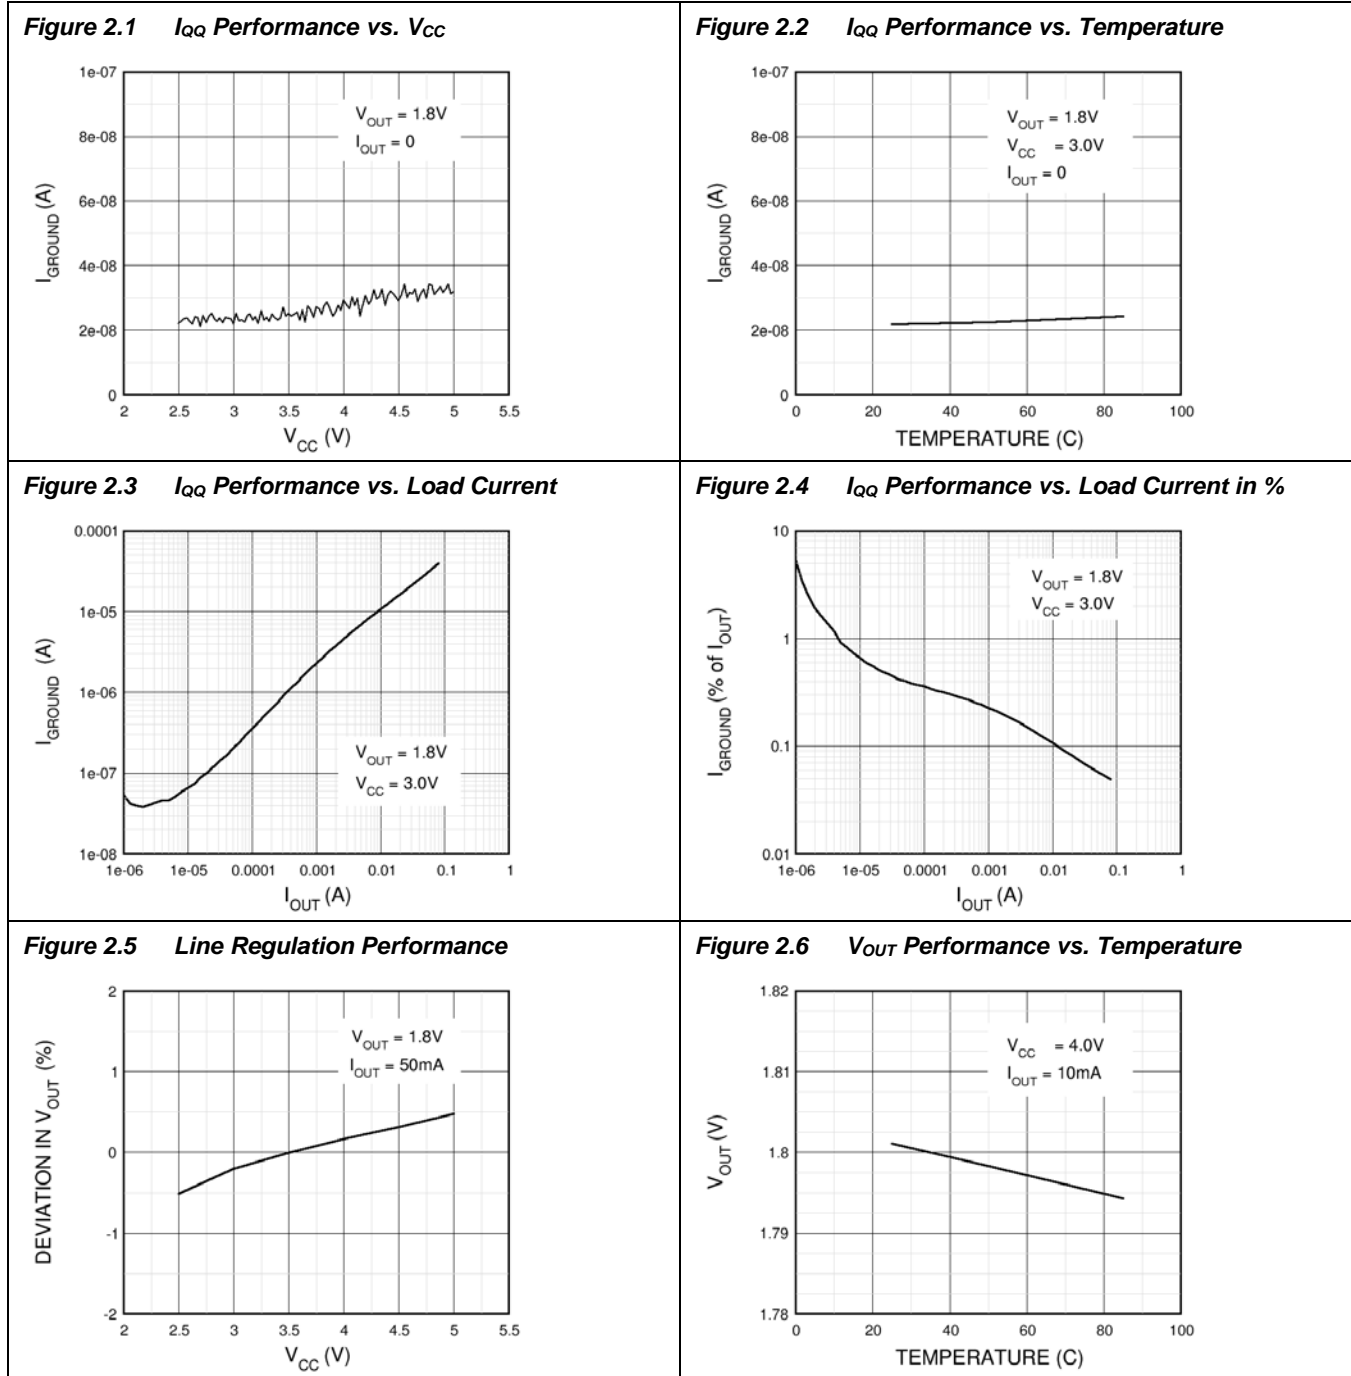 Figure 2.1 IQQ Performance vs. VCC
1e-07
8e-08
6e-08
4e-08
2e-08
0
IGROUND (A)
VOUT = 1.8V
IOUT = 0
2 2.5 3 3.5 4 4.5 5 5.5
VCC (V)
Figure 2.2 IQQ Performance vs. Temperature
1e-07
8e-08
6e-08
4e-08
2e-08
0
IGROUND (A)
VOUT = 1.8V
VCC = 3.0V
IOUT = 0
0 20 40 60 80 100
TEMPERATURE (C)
Figure 2.3 IQQ Performance vs. Load Current
0.0001
1e-05
1e-06
1e-07
1e-08
IGROUND (A)
VOUT = 1.8V
VCC = 3.0V
1e-06 1e-05 0.0001 0.001 0.01 0.1 1
IOUT (A)
Figure 2.4 IQQ Performance vs. Load Current in %
10
1
0.1
0.01
IGROUND (% of IOUT)
VOUT = 1.8V
VCC = 3.0V
1e-06 1e-05 0.0001 0.001 0.01 0.1 1
IOUT (A)
Figure 2.5 Line Regulation Performance
2
1
0
-1
-2
DEVIATION IN VOUT (%)
VOUT = 1.8V
IOUT = 50mA
2 2.5 3 3.5 4 4.5 5 5.5
VCC (V)
Figure 2.6 VOUT Performance vs. Temperature
1.82
1.81
1.8
1.79
1.78
VOUT (V)
VCC = 4.0V
IOUT = 10mA
0 20 40 60 80 100
TEMPERATURE (C)